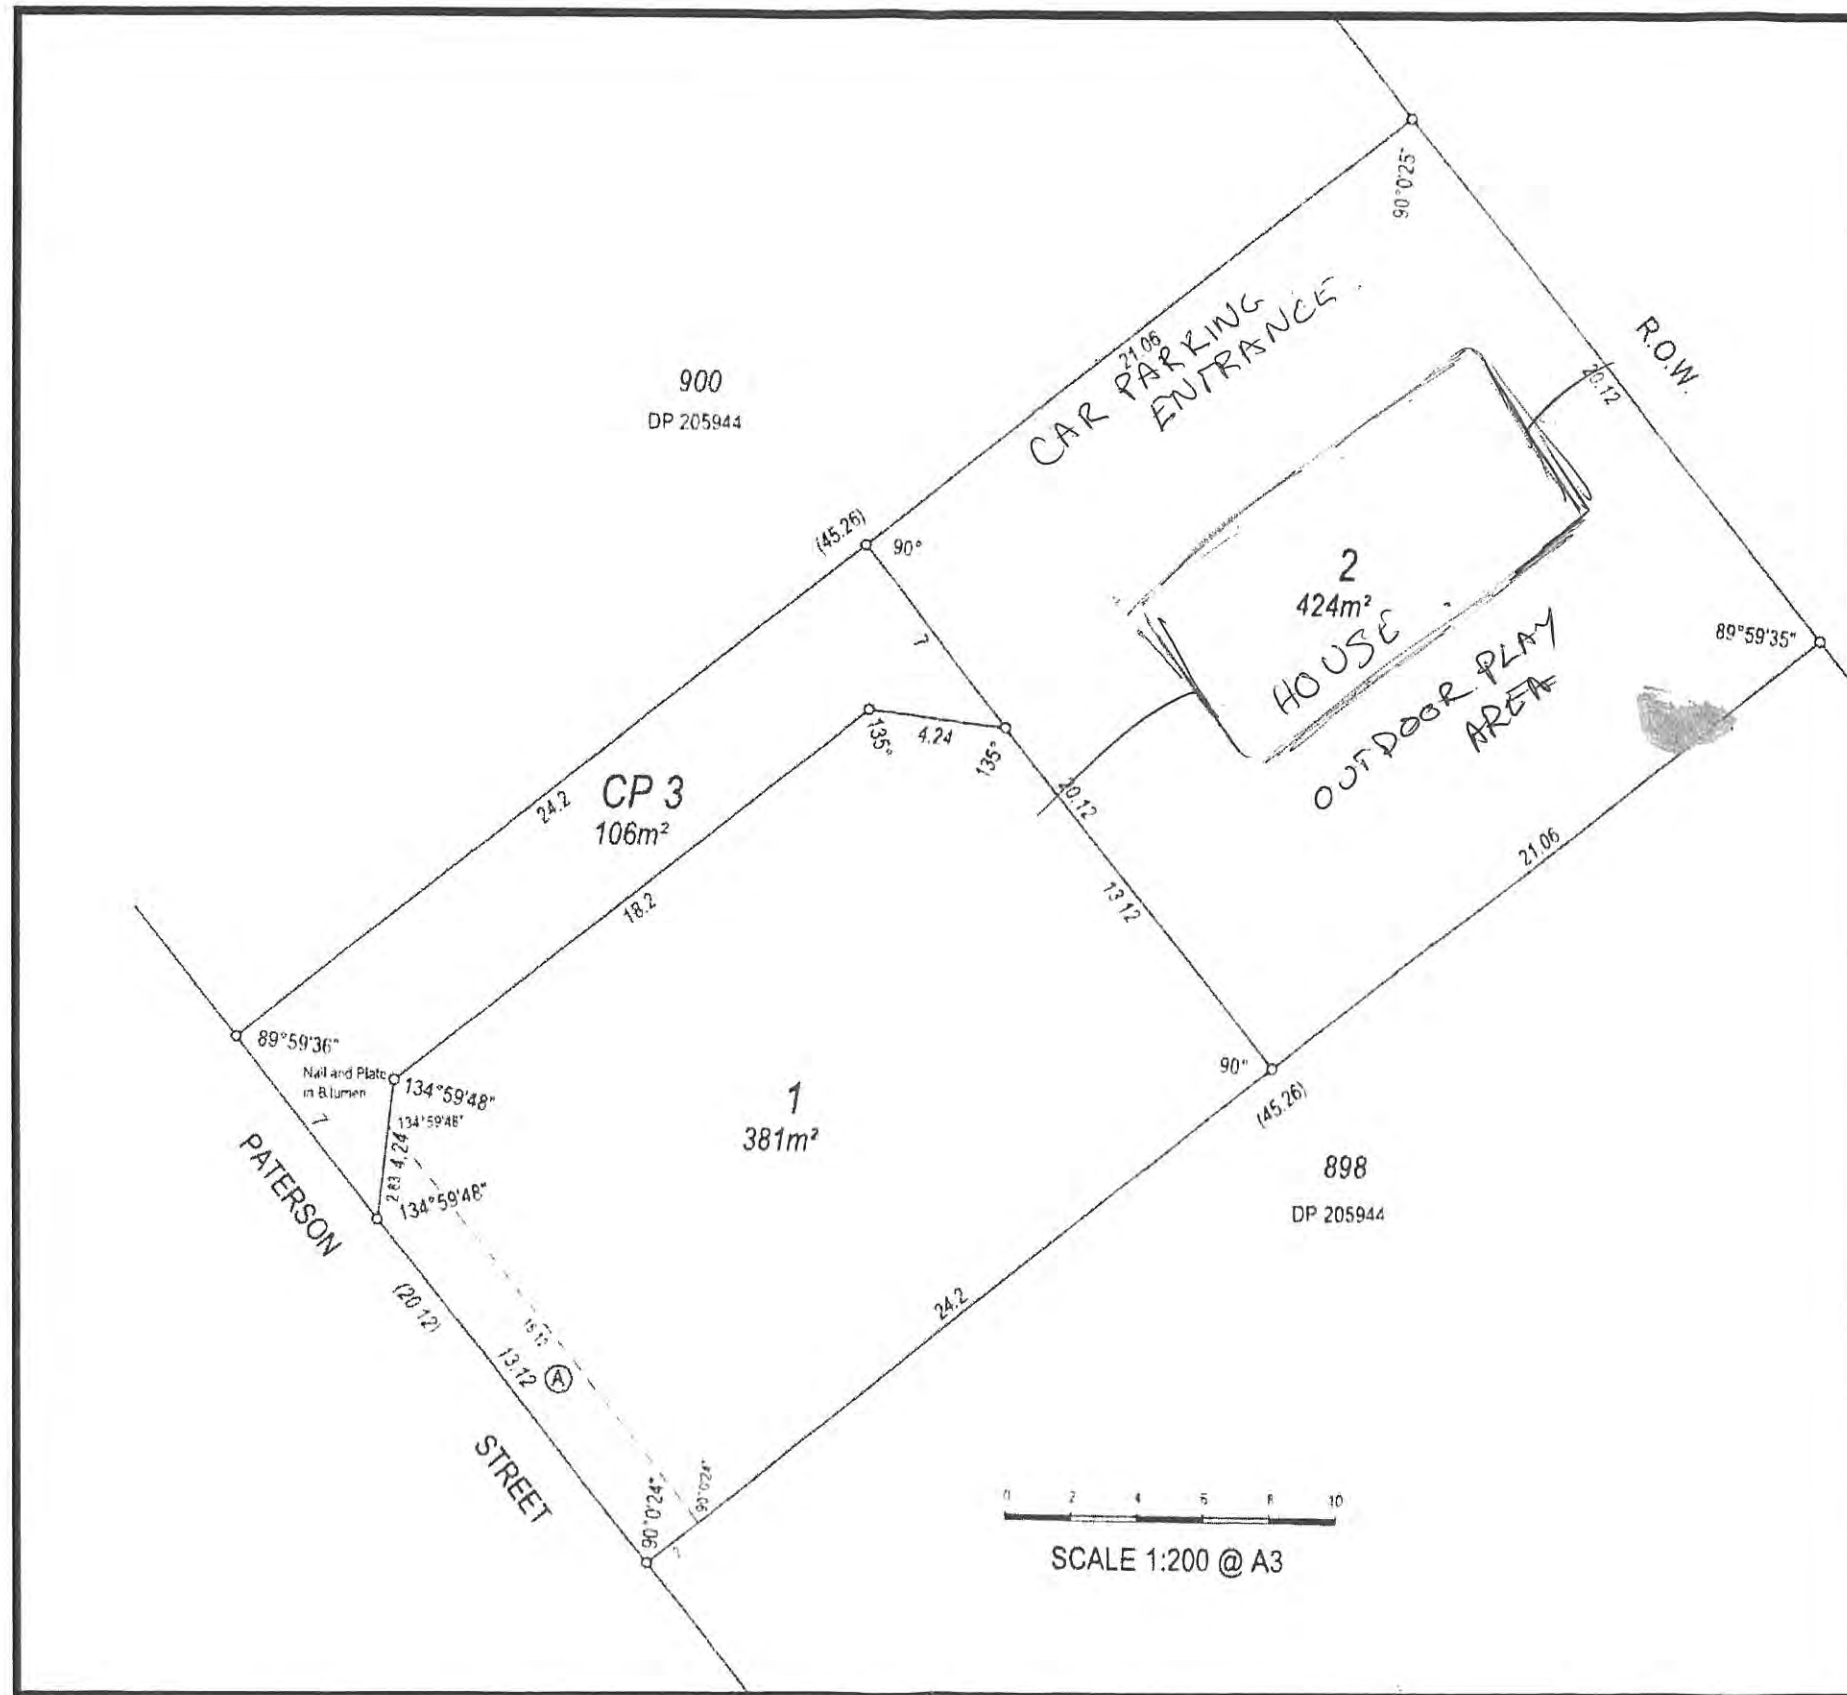 90°0'25"
R.O.W.
21.06
CAR PARKING
ENTRANCE
20.12
900
DP 205944
(45.26)
90°
2
424m²
HOUSE
OUTDOOR PLAY
AREA
89°59'35"
7
135°
4.24
135°
CP 3
106m²
24.2
20.12
21.06
18.2
13.12
89°59'36"
Nail and Plate
in Bitumen
134°59'48"
134°59'48"
7
4.24
2.83
134°59'48"
PATERSON
1
381m²
90°
(45.26)
898
DP 205944
(20.12)
24.2
13.12
A
STREET
90°0'24"
(90°0'24"
0 2 4 6 8 10
SCALE 1:200 @ A3